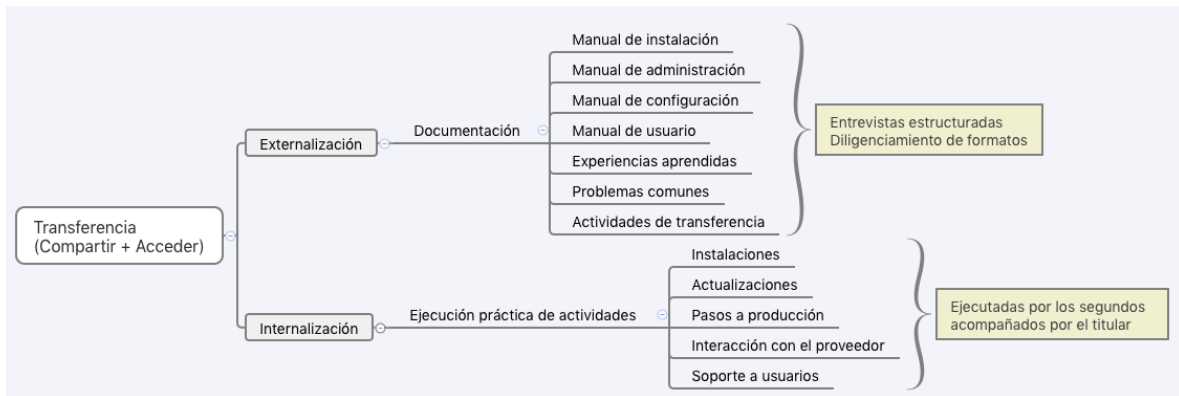 Manual de instalación
Manual de administración
Manual de configuración
Manual de usuario
Experiencias aprendidas
Problemas comunes
Actividades de transferencia
Documentación
Entrevistas estructuradas
Diligenciamiento de formatos
Externalización
Transferencia
(Compartir + Acceder)
Internalización
Ejecución práctica de actividades
Instalaciones
Actualizaciones
Pasos a producción
Interacción con el proveedor
Soporte a usuarios
Ejecutadas por los segundos
acompañados por el titular